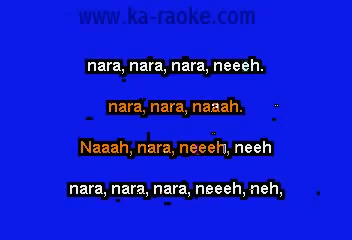 www.ka-raoke.com
nara, nara, nara, neeeh.
nara, nara, naaah.
Naaah, nara, neeeh, neeh
nara, nara, nara, neeeh, neh,